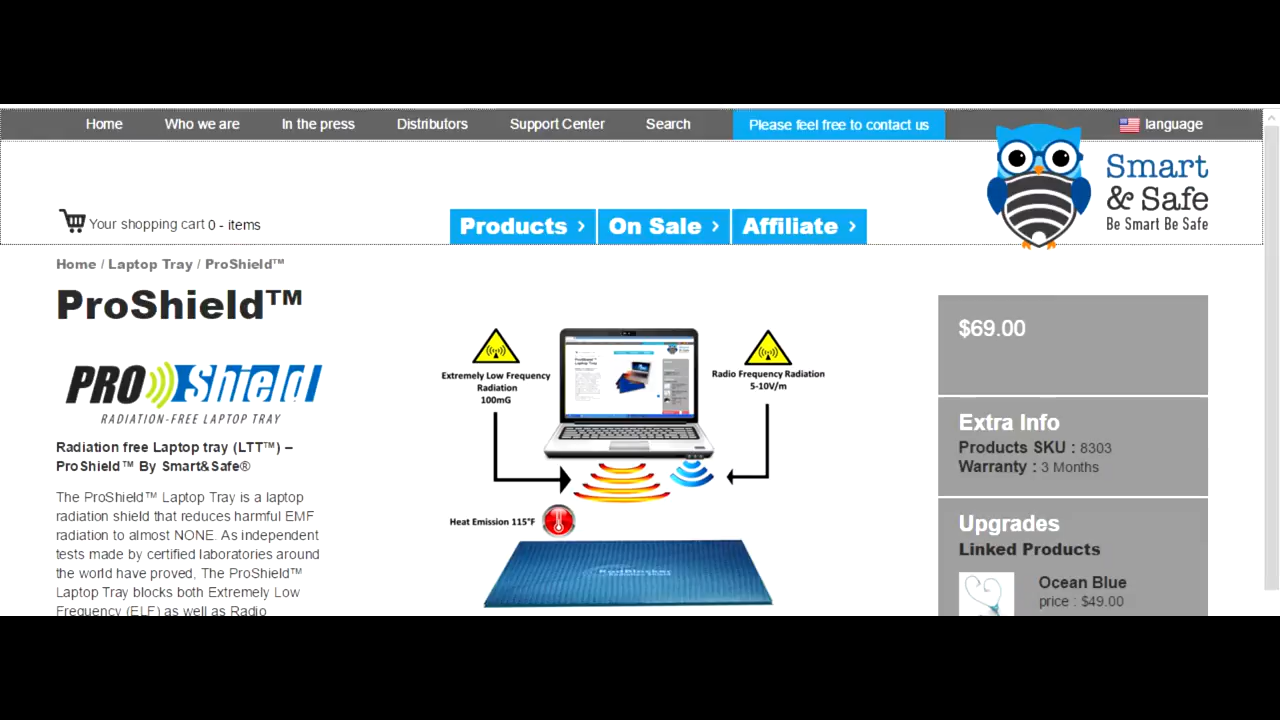 Home Who we are In the press Distributors Support Center Search Please feel free to contact us language
Smart
& Safe
Be Smart Be Safe
Your shopping cart 0 - items
Products > On Sale > Affiliate >
Home / Laptop Tray / ProShield™
ProShield™
PRO Shield
RADIATION-FREE LAPTOP TRAY
Radiation free Laptop tray (LTT™) –
ProShield™ By Smart&Safe®
The ProShield™ Laptop Tray is a laptop
radiation shield that reduces harmful EMF
radiation to almost NONE. As independent
tests made by certified laboratories around
the world have proved, The ProShield™
Laptop Tray blocks both Extremely Low
Frequency (ELF) as well as Radio
Extremely Low Frequency
Radiation
100mG
Radio Frequency Radiation
5-10V/m
Heat Emission 115°F
$69.00
Extra Info
Products SKU : 8303
Warranty : 3 Months
Upgrades
Linked Products
Ocean Blue
price : $49.00